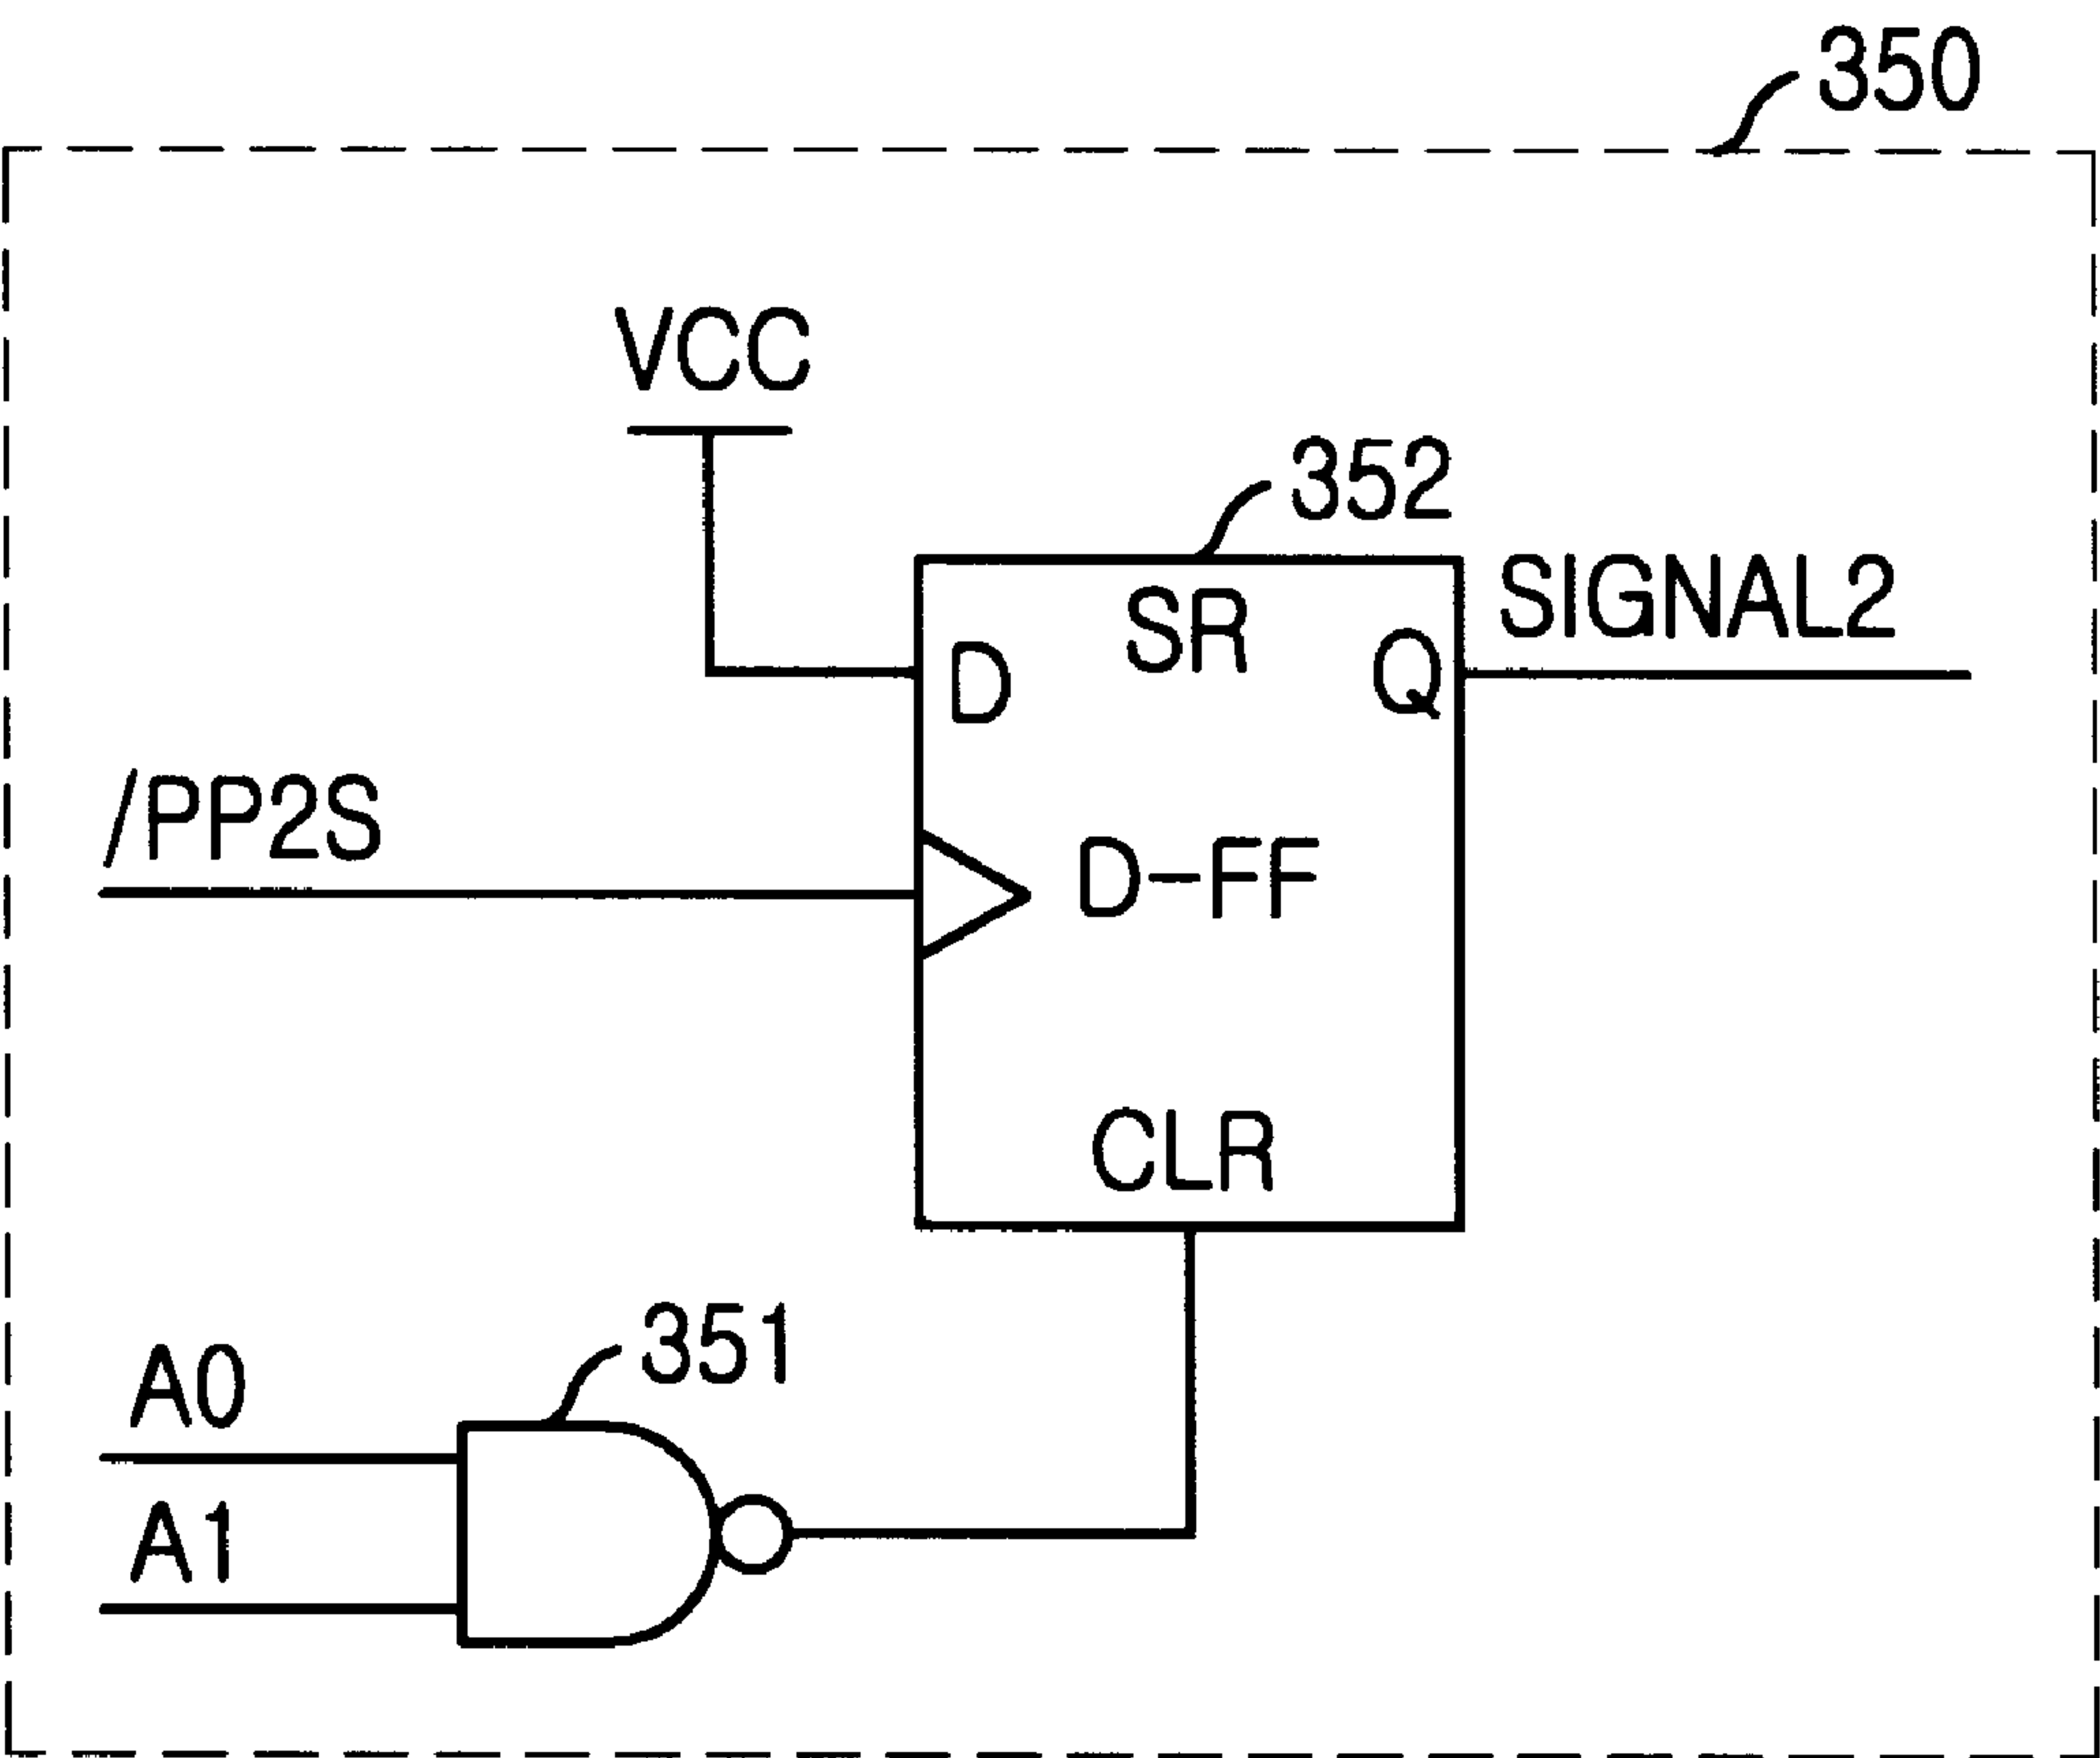 350
VCC
352
SIGNAL2
SR
D
Q
/PP2S
D-FF
CLR
351
A0
A1